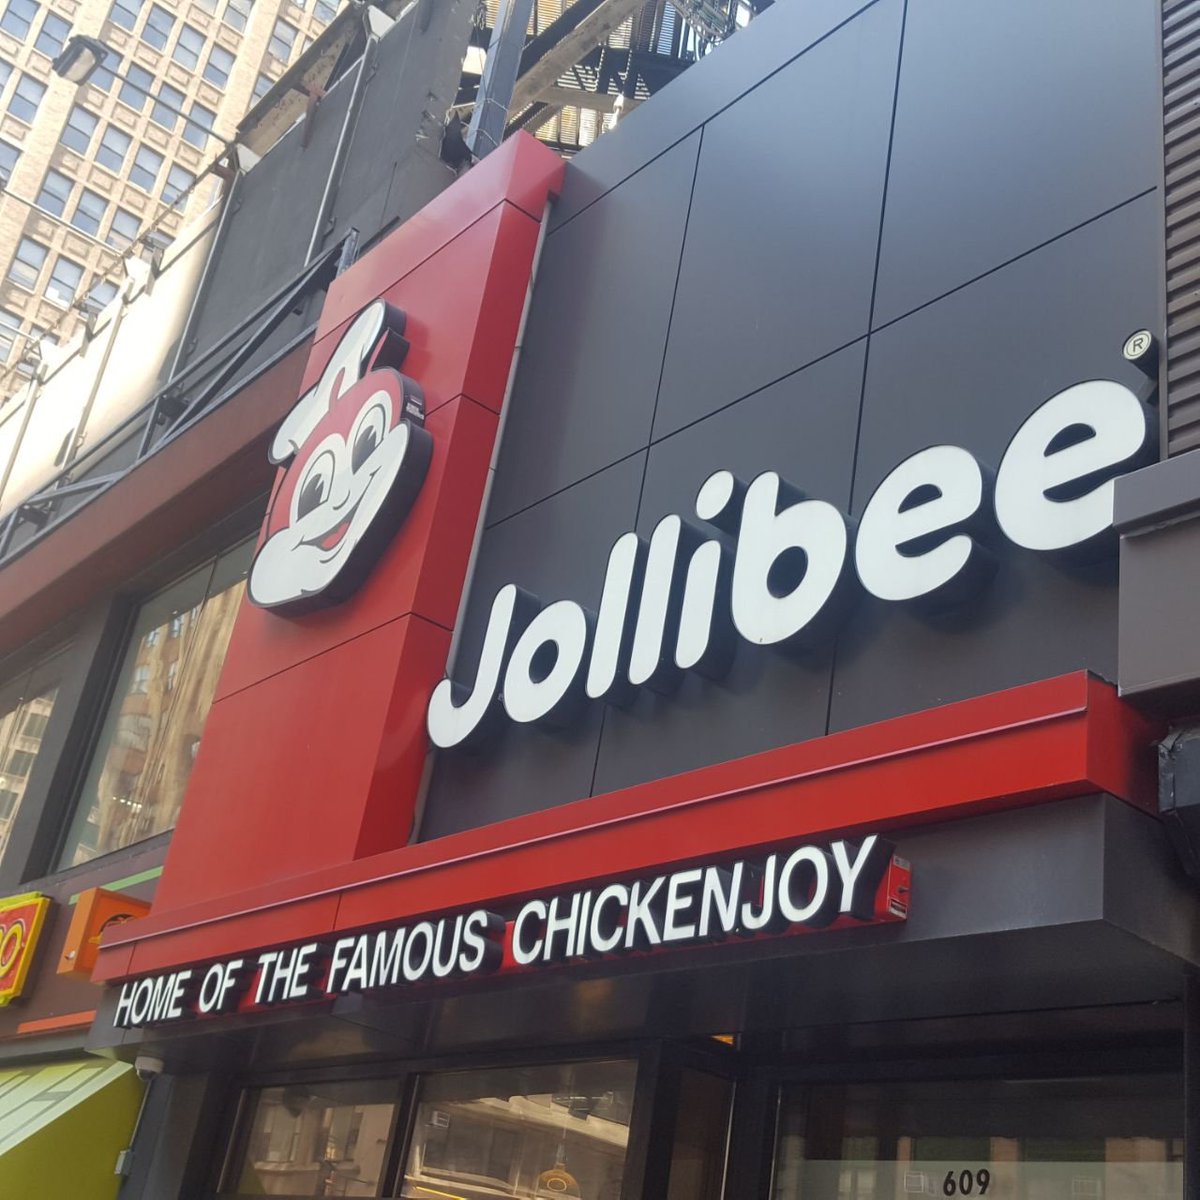 ®
Jollibee
HOME OF THE FAMOUS CHICKENJOY
609